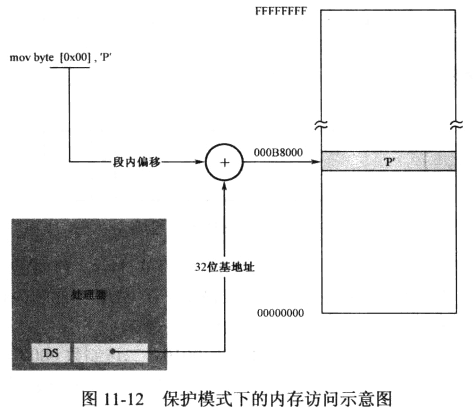 FFFFFFFF
mov byte [0x00] , 'P'
段内偏移
+
000B8000
'P'
32位基地址
处理器
00000000
DS
图 11-12 保护模式下的内存访问示意图